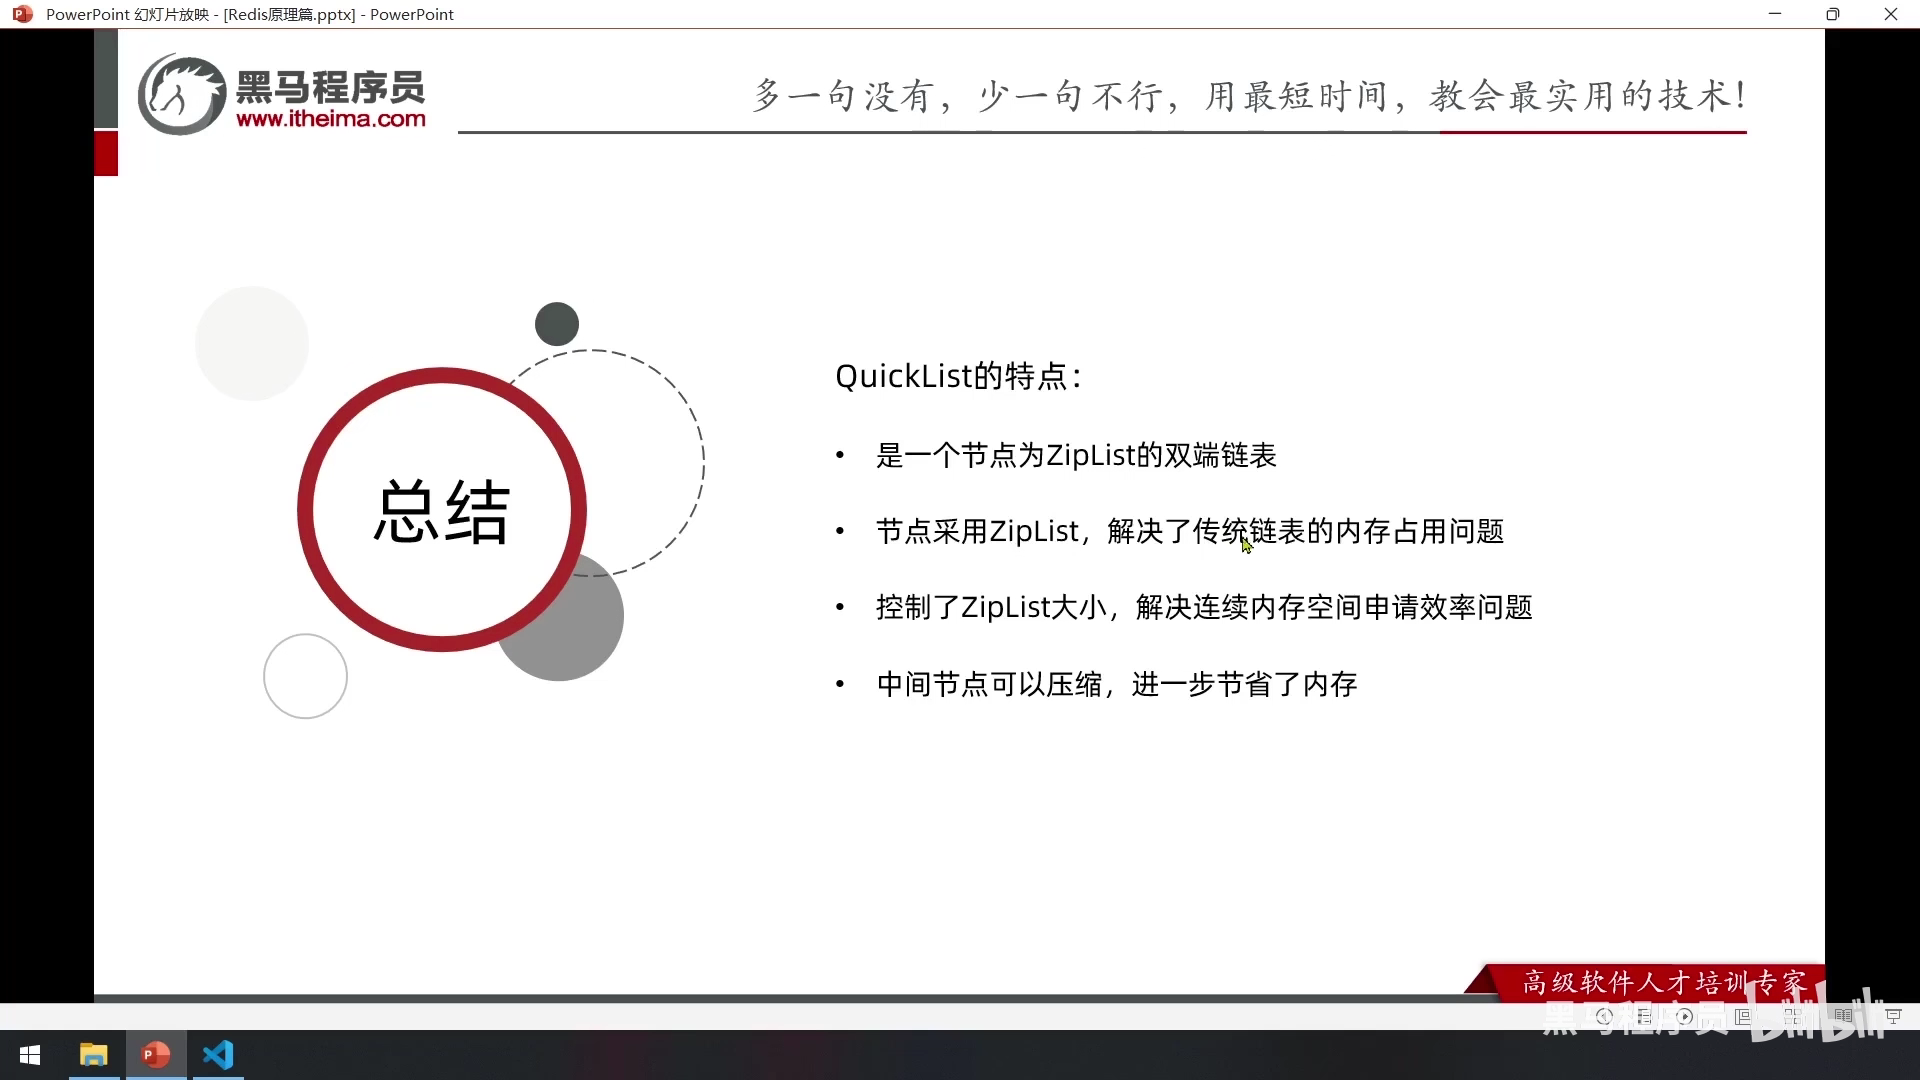 PowerPoint 幻灯片放映 - [Redis原理篇.pptx] - PowerPoint
黑马程序员
www.itheima.com
多一句没有，少一句不行，用最短时间，教会最实用的技术！
总结
QuickList的特点：
• 是一个节点为ZipList的双端链表
• 节点采用ZipList，解决了传统链表的内存占用问题
• 控制了ZipList大小，解决连续内存空间申请效率问题
• 中间节点可以压缩，进一步节省了内存
高级软件人才培训专家
黑马程序员 bilibili